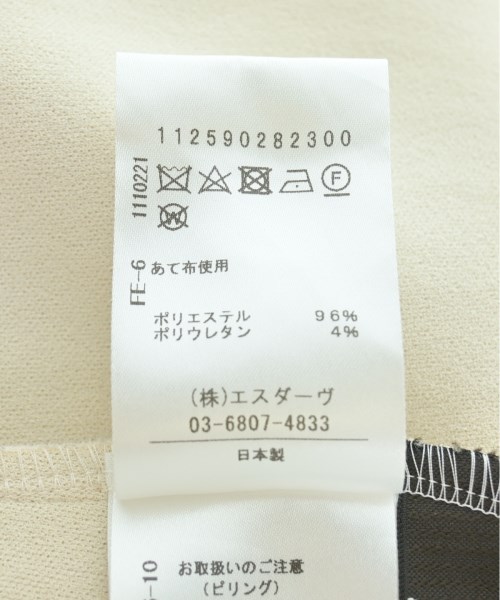 112590282300
1110221
F
W
FE-6
あて布使用
ポリエステル 96%
ポリウレタン 4%
(株)エスダーヴ
03-6807-4833
日本製
-10
お取扱いのご注意
(ピリング)